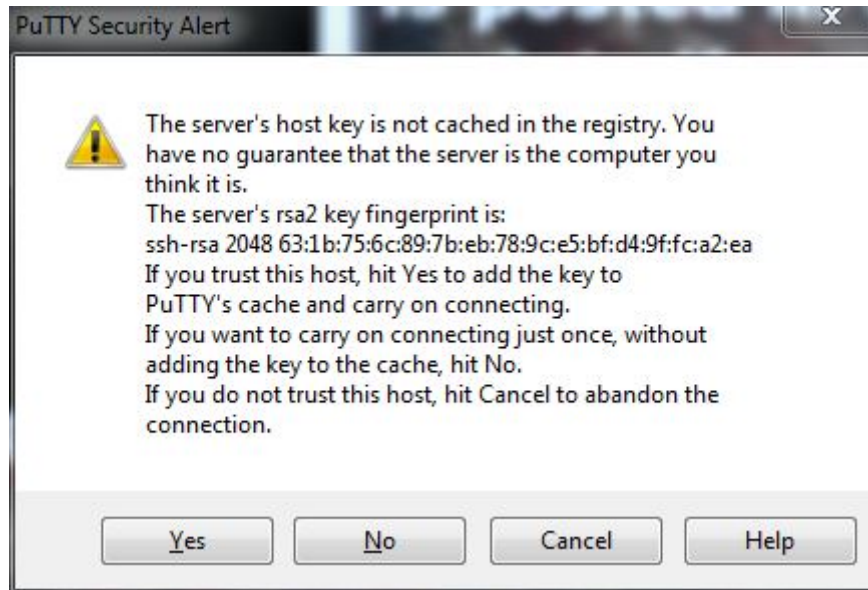 PuTTY Security Alert
The server's host key is not cached in the registry. You
have no guarantee that the server is the computer you
think it is.
The server's rsa2 key fingerprint is:
ssh-rsa 2048 63:1b:75:6c:89:7b:eb:78:9c:e5:bf:d4:9f:fc:a2:ea
If you trust this host, hit Yes to add the key to
PuTTY's cache and carry on connecting.
If you want to carry on connecting just once, without
adding the key to the cache, hit No.
If you do not trust this host, hit Cancel to abandon the
connection.
Yes No Cancel Help